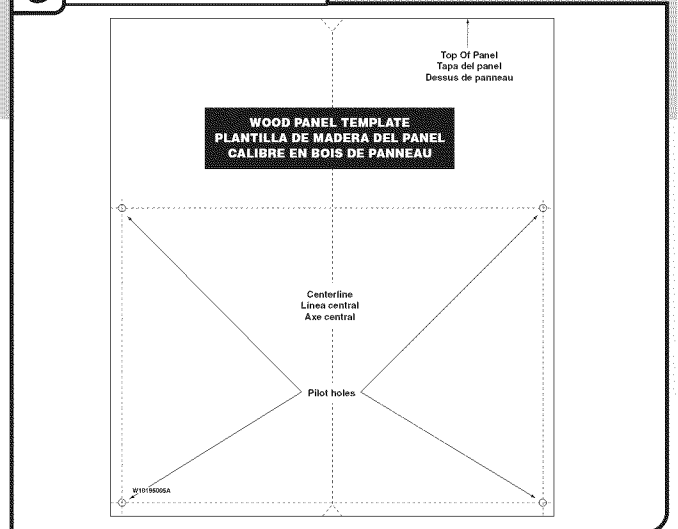 Top Of Panel
Tapa del panel
Dessus de panneau
WOOD PANEL TEMPLATE
PLANTILLA DE MADERA DEL PANEL
CALIBRE EN BOIS DE PANNEAU
Centerline
Línea central
Axe central
Pilot holes
W10195005A